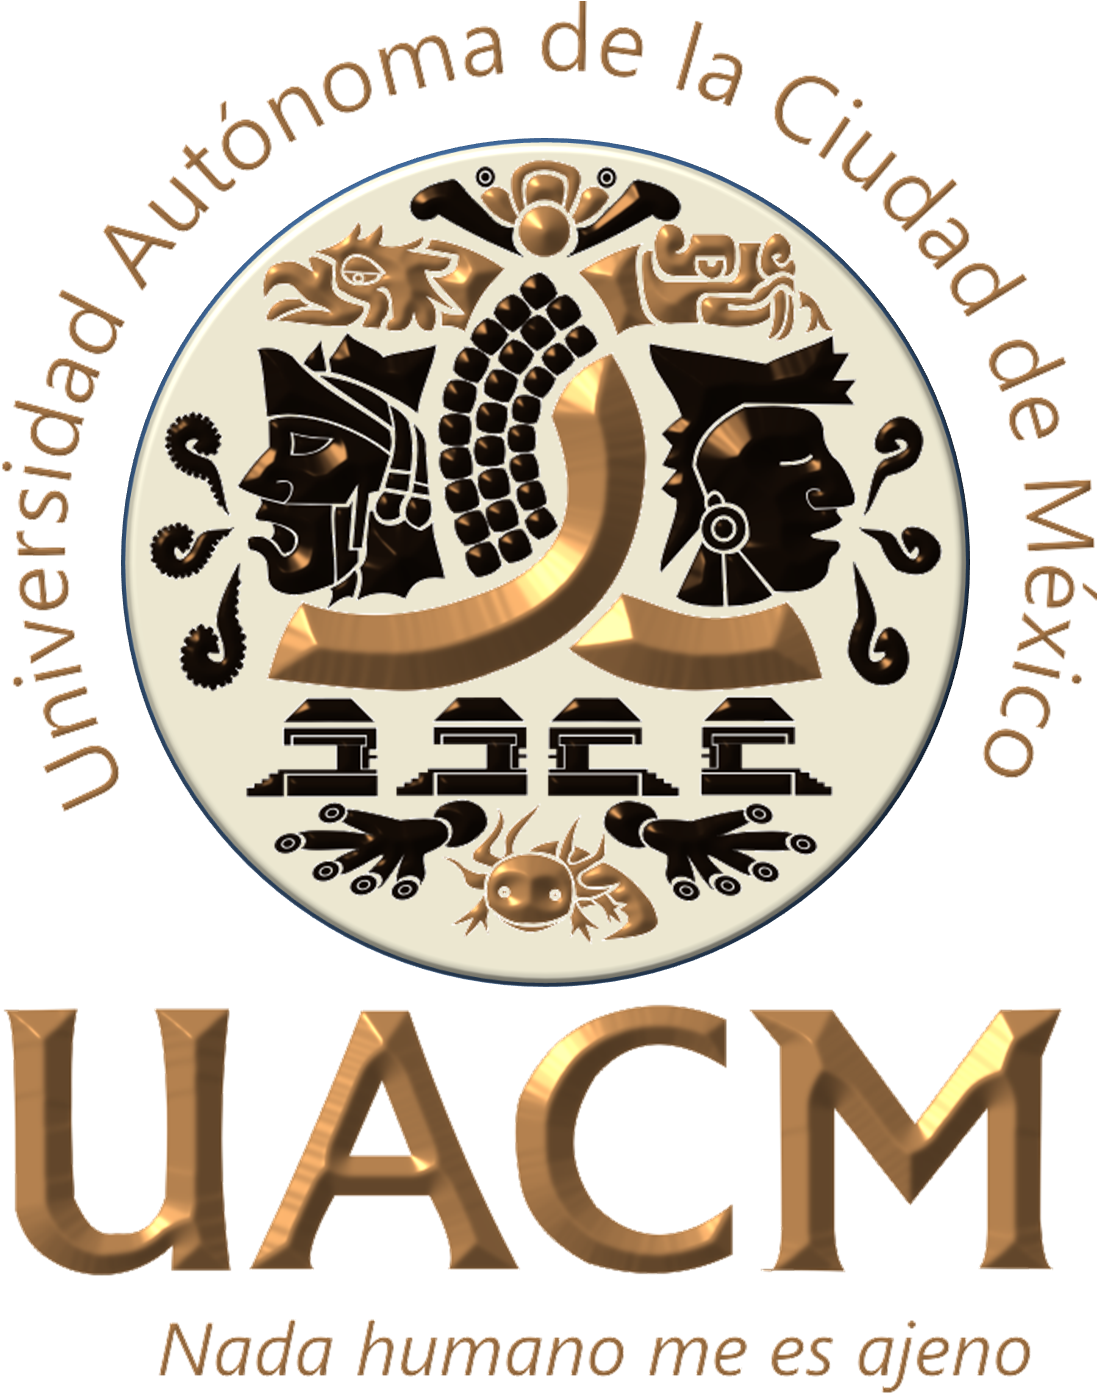 Universidad Autónoma de la Ciudad de México
UACM
Nada humano me es ajeno